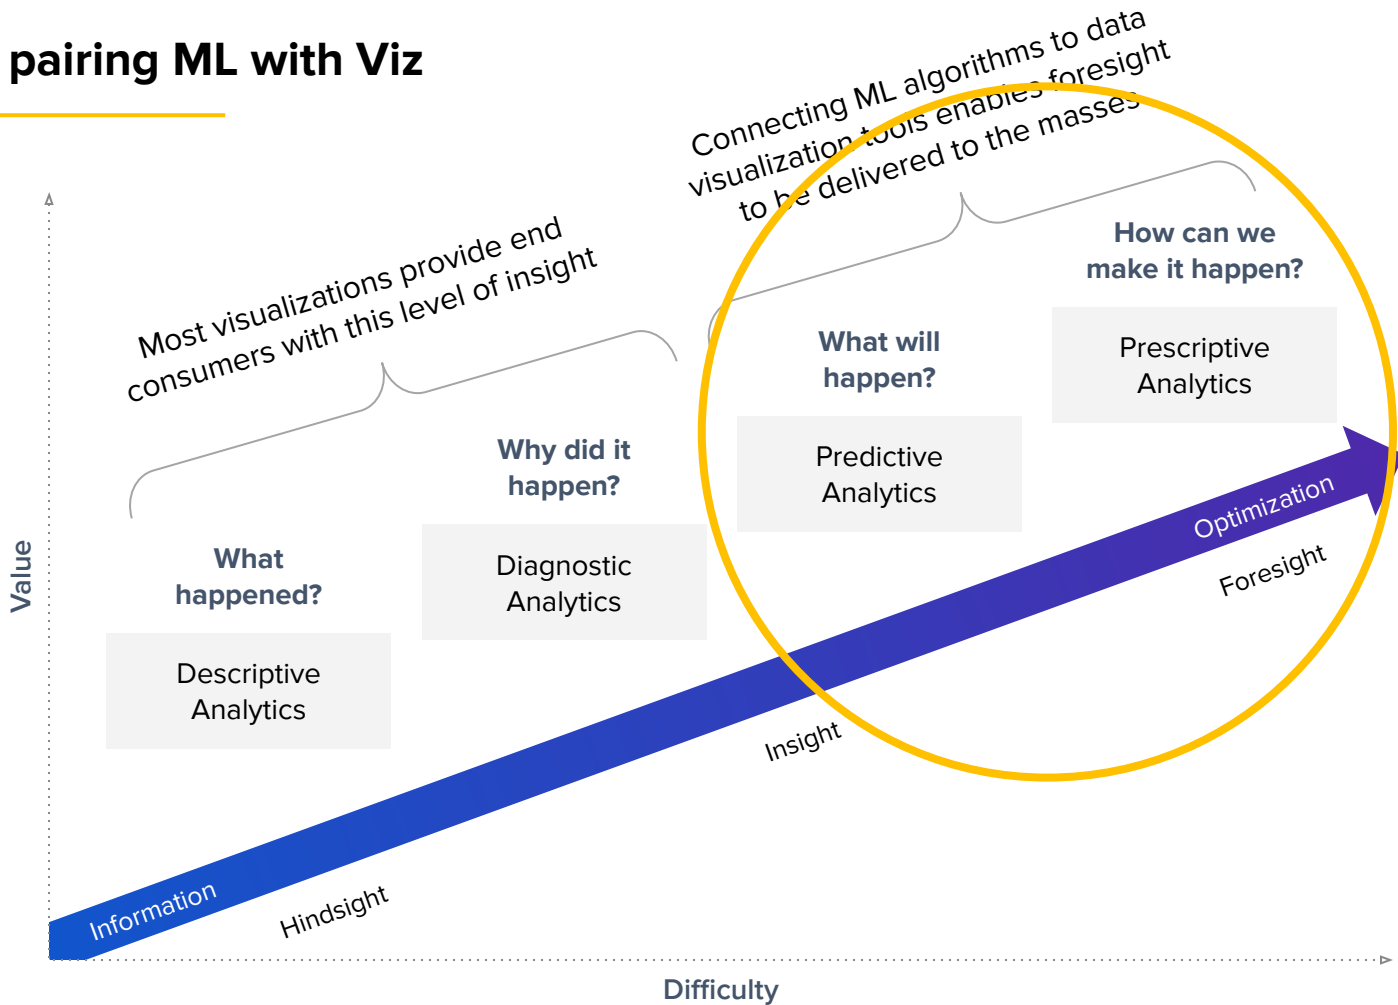 pairing ML with Viz
Connecting ML algorithms to data
visualization tools enables foresight
to be delivered to the masses
Most visualizations provide end
consumers with this level of insight
How can we
make it happen?
Prescriptive
Analytics
What will
happen?
Predictive
Analytics
Why did it
happen?
Diagnostic
Analytics
What
happened?
Descriptive
Analytics
Value
Optimization
Foresight
Insight
Information
Hindsight
Difficulty